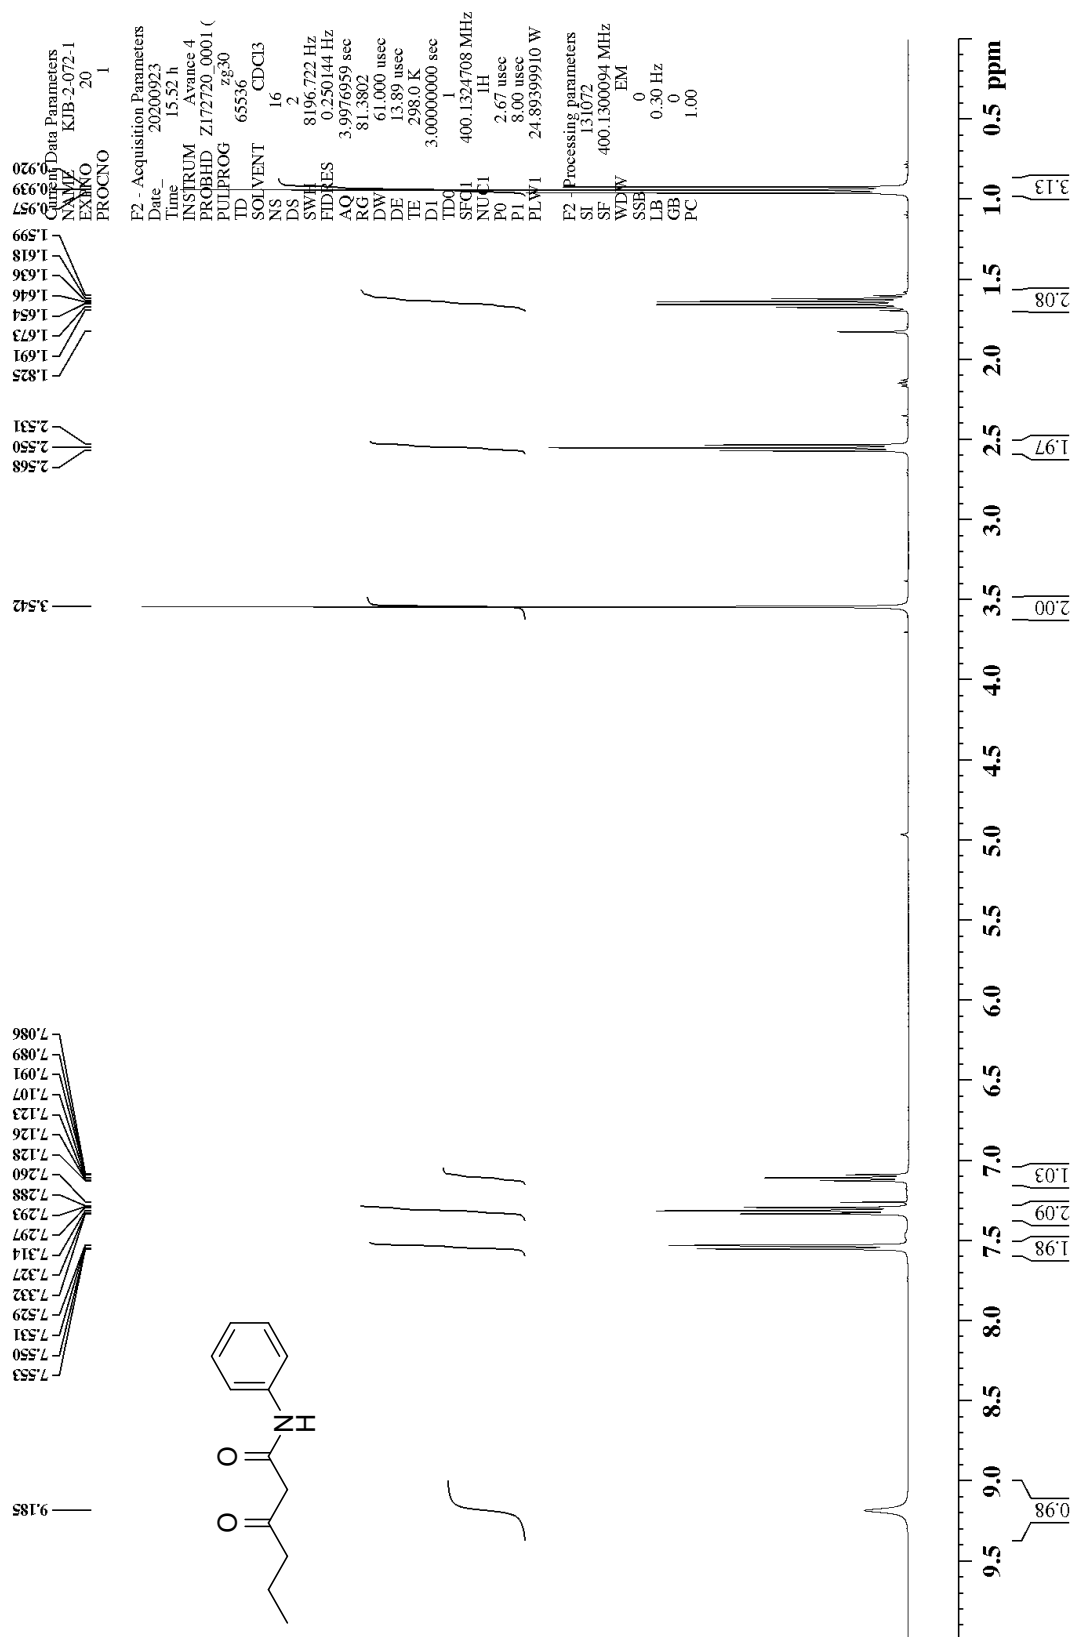 9.185
7.553
7.550
7.531
7.529
7.332
7.327
7.314
7.297
7.293
7.288
7.260
7.128
7.126
7.123
7.107
7.091
7.089
7.086
3.542
2.568
2.550
2.531
1.825
1.691
1.673
1.654
1.646
1.636
1.618
1.599
0.957
0.939
0.920
Current Data Parameters
NAME KJB-2-072-1
EXPNO 20
PROCNO 1
F2 - Acquisition Parameters
Date_ 20200923
Time 15.52 h
INSTRUM Avance 4
PROBHD Z172720_0001 (
PULPROG zg30
TD 65536
SOLVENT CDCl3
NS 16
DS 2
SWH 8196.722 Hz
FIDRES 0.250144 Hz
AQ 3.9976959 sec
RG 81.3802
DW 61.000 usec
DE 13.89 usec
TE 298.0 K
D1 3.00000000 sec
TD0 1
SFO1 400.1324708 MHz
NUC1 1H
P0 2.67 usec
P1 8.00 usec
PLW1 24.89399910 W
F2 - Processing parameters
SI 131072
SF 400.1300094 MHz
WDW EM
SSB 0
LB 0.30 Hz
GB 0
PC 1.00
O O N H
9.5 9.0 8.5 8.0 7.5 7.0 6.5 6.0 5.5 5.0 4.5 4.0 3.5 3.0 2.5 2.0 1.5 1.0 0.5 ppm
0.98 1.98 2.09 1.03 2.00 1.97 2.08 3.13